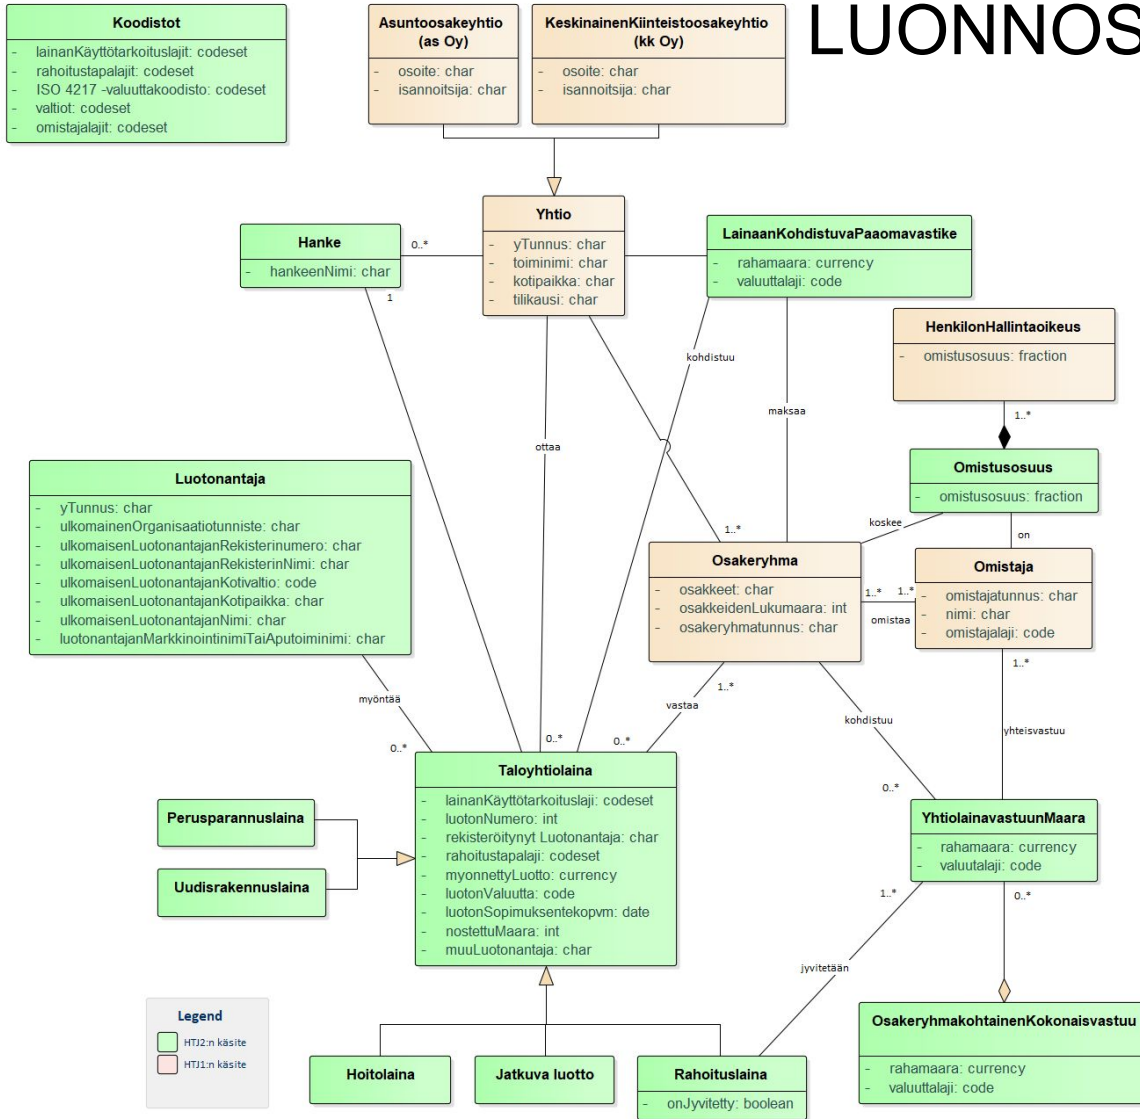 LUONNOS
Koodistot
- lainanKäyttötarkoituslajit: codeset
- rahoitustapalajit: codeset
- ISO 4217 -valuuttakoodisto: codeset
- valtiot: codeset
- omistajalajit: codeset
Asuntoosakeyhtio
(as Oy)
- osoite: char
- isannoitsija: char
KeskinainenKiinteistoosakeyhtio
(kk Oy)
- osoite: char
- isannoitsija: char
Hanke
- hankeenNimi: char
0..*
1
Yhtio
- yTunnus: char
- toiminimi: char
- kotipaikka: char
- tilikausi: char
LainaanKohdistuvaPaaomavastike
- rahamaara: currency
- valuuttalaji: code
HenkilonHallintaoikeus
- omistusosuus: fraction
kohdistuu
maksaa
1..*
ottaa
Luotonantaja
- yTunnus: char
- ulkomainenOrganisaatiotunniste: char
- ulkomaisenLuotonantajanRekisterinumero: char
- ulkomaisenLuotonantajanRekisterinNimi: char
- ulkomaisenLuotonantajanKotivaltio: code
- ulkomaisenLuotonantajanKotipaikka: char
- ulkomaisenLuotonantajanNimi: char
- luotonantajanMarkkinointinimiTaiAputoiminimi: char
Omistusosuus
- omistusosuus: fraction
koskee
on
1..*
Osakeryhma
- osakkeet: char
- osakkeidenLukumaara: int
- osakeryhmatunnus: char
1..*
1..*
omistaa
Omistaja
- omistajatunnus: char
- nimi: char
- omistajalaji: code
1..*
1..*
myöntää
vastaa
kohdistuu
yhteisvastuu
0..*
0..*
0..*
0..*
Taloyhtiolaina
- lainanKäyttötarkoituslaji: codeset
- luotonNumero: int
- rekisteröitynyt Luotonantaja: char
- rahoitustapalaji: codeset
- myonnettyLuotto: currency
- luotonValuutta: code
- luotonSopimuksentekopvm: date
- nostettuMaara: int
- muuLuotonantaja: char
Perusparannuslaina
Uudisrakennuslaina
YhtiolainavastuunMaara
- rahamaara: currency
- valuutalaji: code
1..*
0..*
jyvitetään
Legend
HTJ2:n käsite
HTJ1:n käsite
Hoitolaina
Jatkuva luotto
Rahoituslaina
- onJyvitetty: boolean
OsakeryhmakohtainenKokonaisvastuu
- rahamaara: currency
- valuuttalaji: code